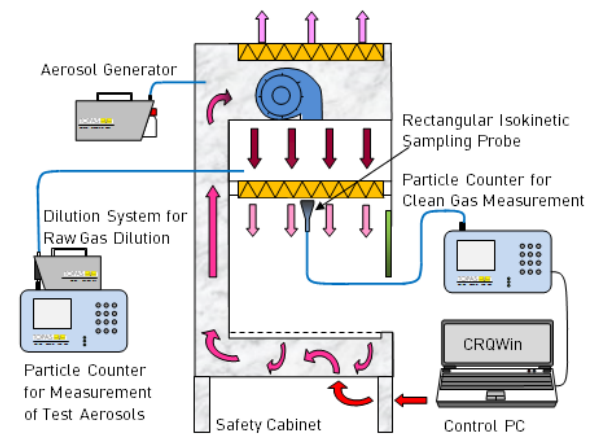 Aerosol Generator
Rectangular Isokinetic
Sampling Probe
Particle Counter for
Clean Gas Measurement
Dilution System for
Raw Gas Dilution
CRQWin
Particle Counter
for Measurement
of Test Aerosols
Safety Cabinet
Control PC